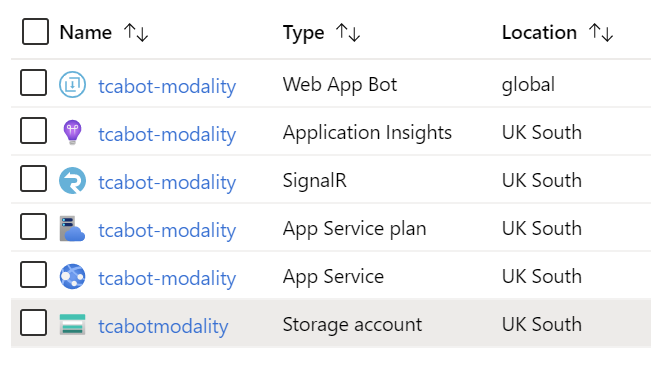 Name ↑↓ Type ↑↓ Location ↑↓
tcabot-modality Web App Bot global
tcabot-modality Application Insights UK South
tcabot-modality SignalR UK South
tcabot-modality App Service plan UK South
tcabot-modality App Service UK South
tcabotmodality Storage account UK South